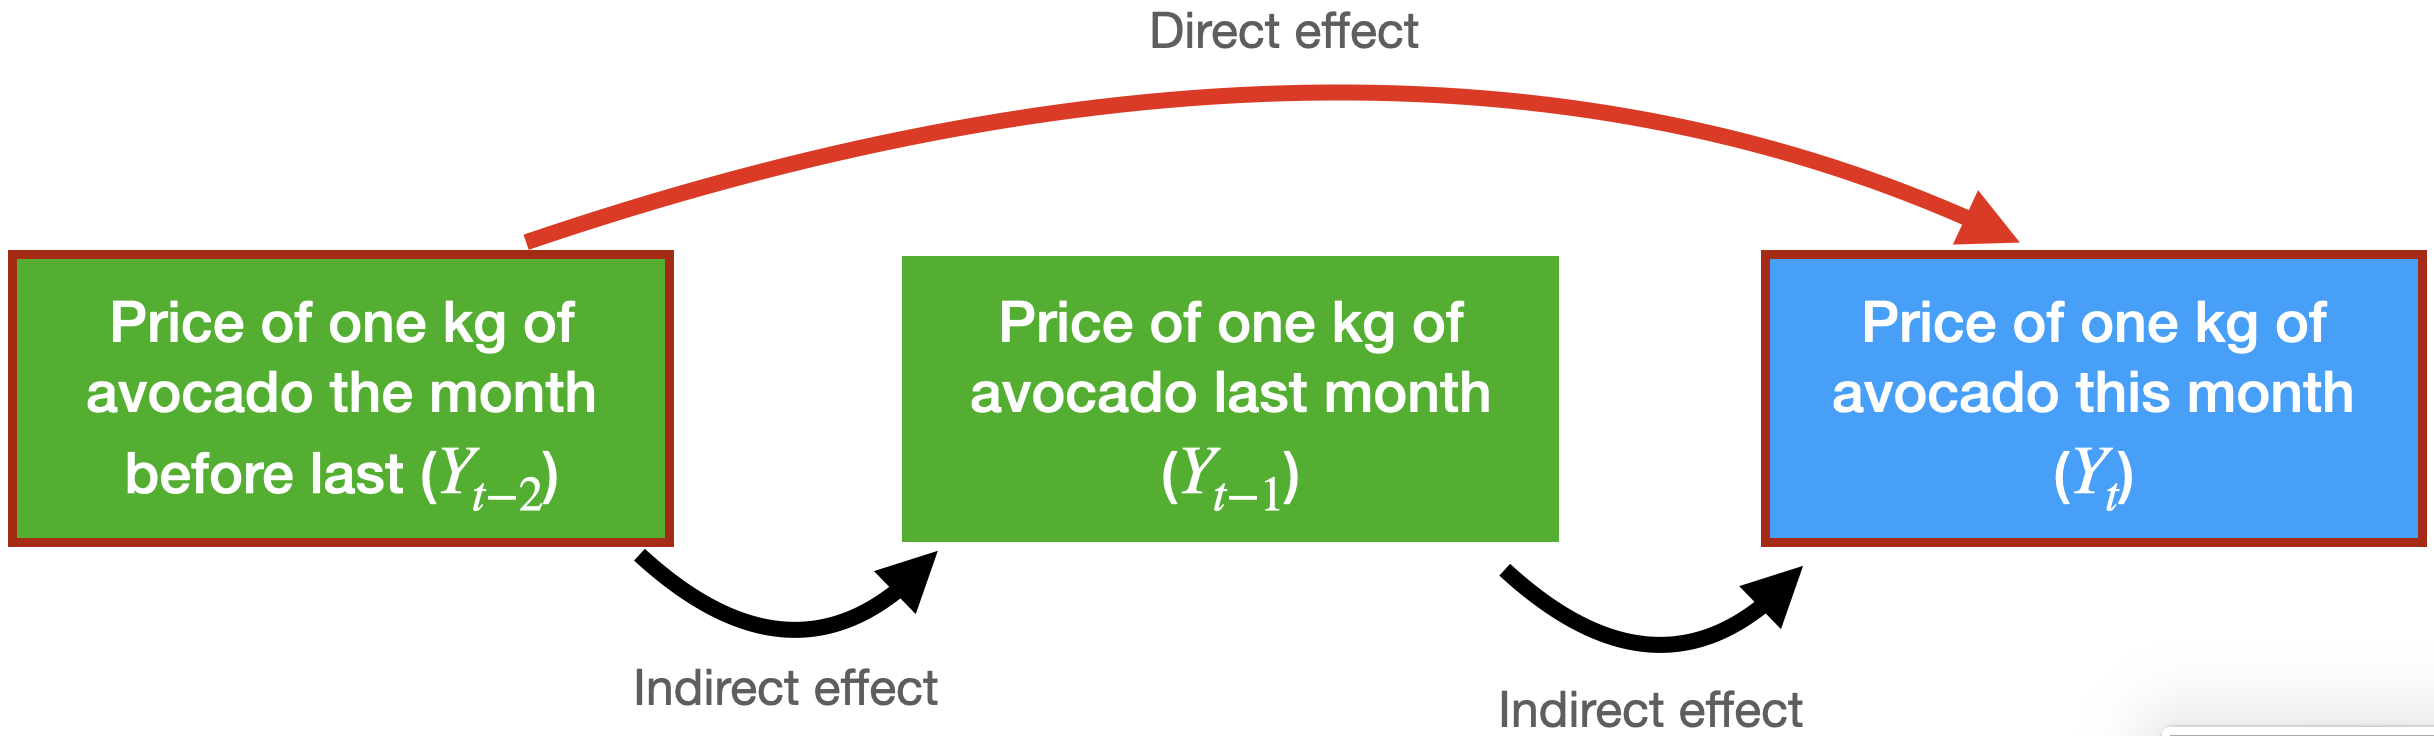 Direct effect
Price of one kg of
avocado the month
before last (Y_{t−2})
Price of one kg of
avocado last month
(Y_{t−1})
Price of one kg of
avocado this month
(Y_t)
Indirect effect
Indirect effect